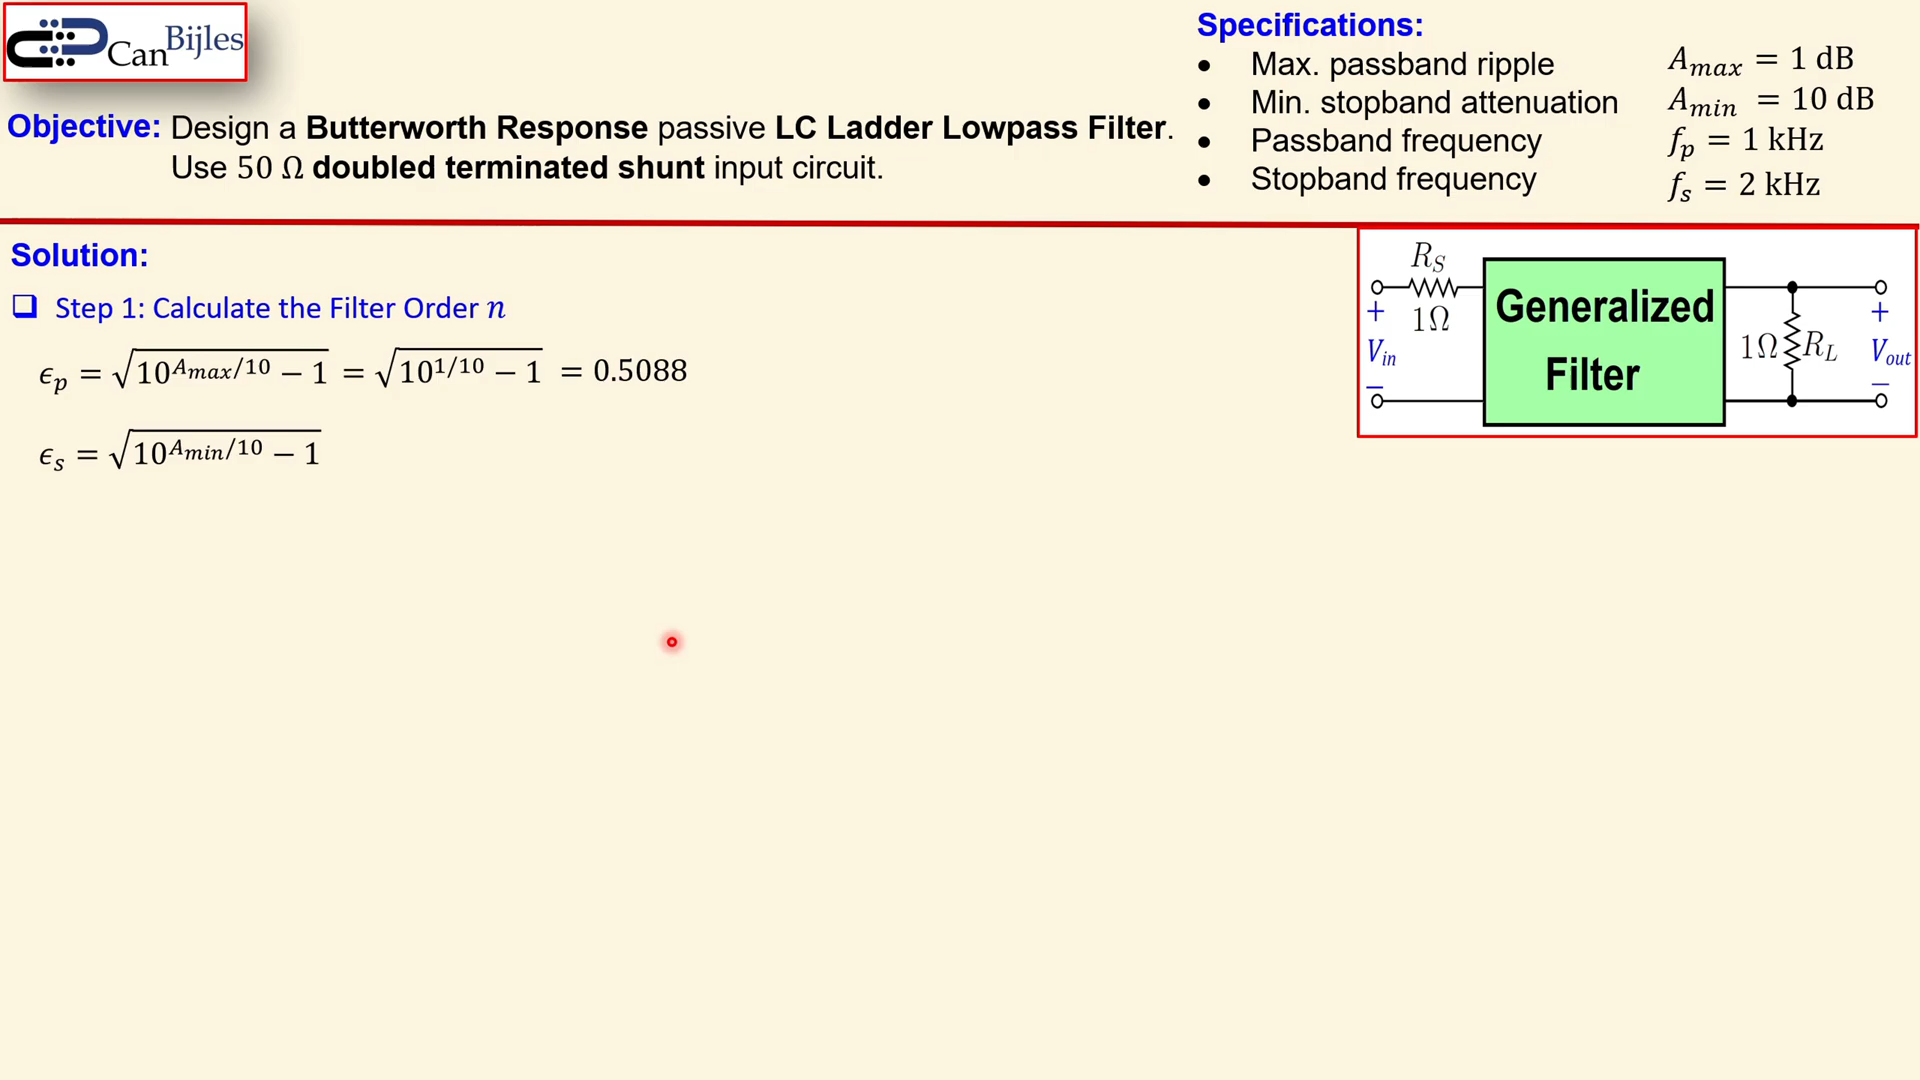 Can Bijles
Objective: Design a Butterworth Response passive LC Ladder Lowpass Filter.
Use 50 Ω doubled terminated shunt input circuit.
Specifications:
• Max. passband ripple A_max = 1 dB
• Min. stopband attenuation A_min = 10 dB
• Passband frequency f_p = 1 kHz
• Stopband frequency f_s = 2 kHz
Solution:
❑ Step 1: Calculate the Filter Order n
ϵ_p = √(10^(A_max/10) − 1) = √(10^(1/10) − 1) = 0.5088
ϵ_s = √(10^(A_min/10) − 1)
R_S
1Ω
+
V_in
−
Generalized
Filter
1Ω R_L
+
V_out
−